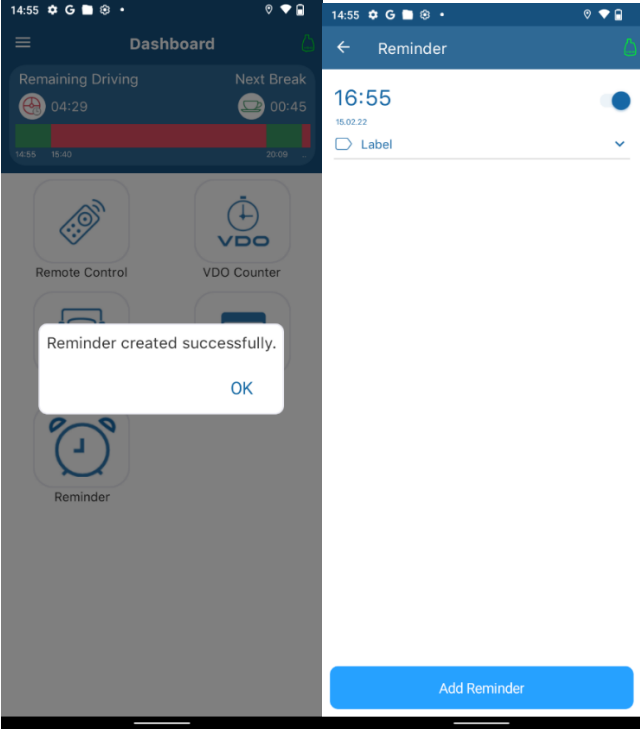 14:55 G
Dashboard
Remaining Driving Next Break
04:29 00:45
14:55 15:40 20:09 ..
VDO
Remote Control VDO Counter
Reminder created successfully.
OK
Reminder
14:55 G
Reminder
16:55
15.02.22
Label
Add Reminder